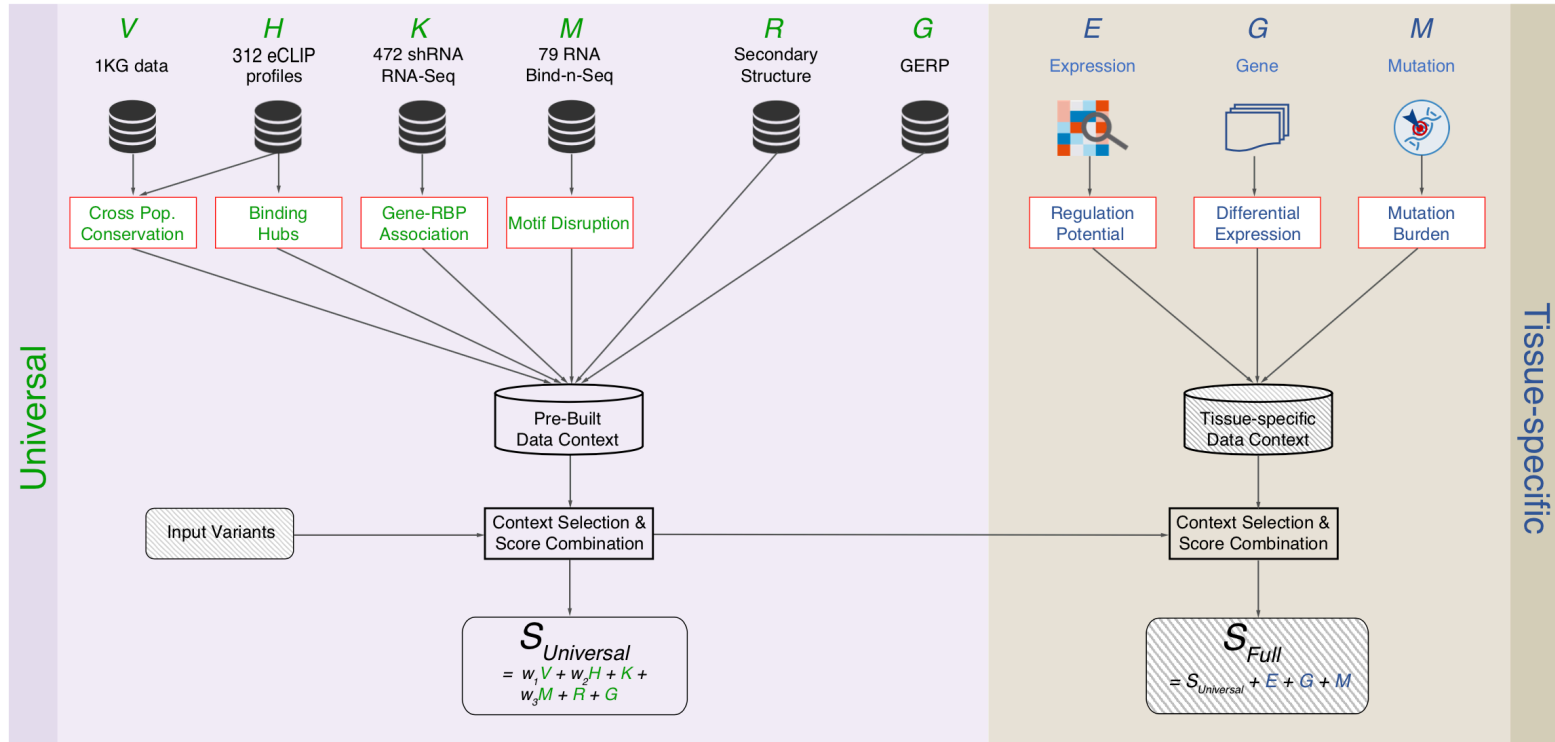 V
H
K
M
R
G
E
G
M
1KG data
312 eCLIP
profiles
472 shRNA
RNA-Seq
79 RNA
Bind-n-Seq
Secondary
Structure
GERP
Expression
Gene
Mutation
Cross Pop.
Conservation
Binding
Hubs
Gene-RBP
Association
Motif Disruption
Regulation
Potential
Differential
Expression
Mutation
Burden
Universal
Tissue-specific
Pre-Built
Data Context
Tissue-specific
Data Context
Input Variants
Context Selection &
Score Combination
Context Selection &
Score Combination
S Universal
= w1V + w2H + K +
w3M + R + G
S Full
= S Universal + E + G + M